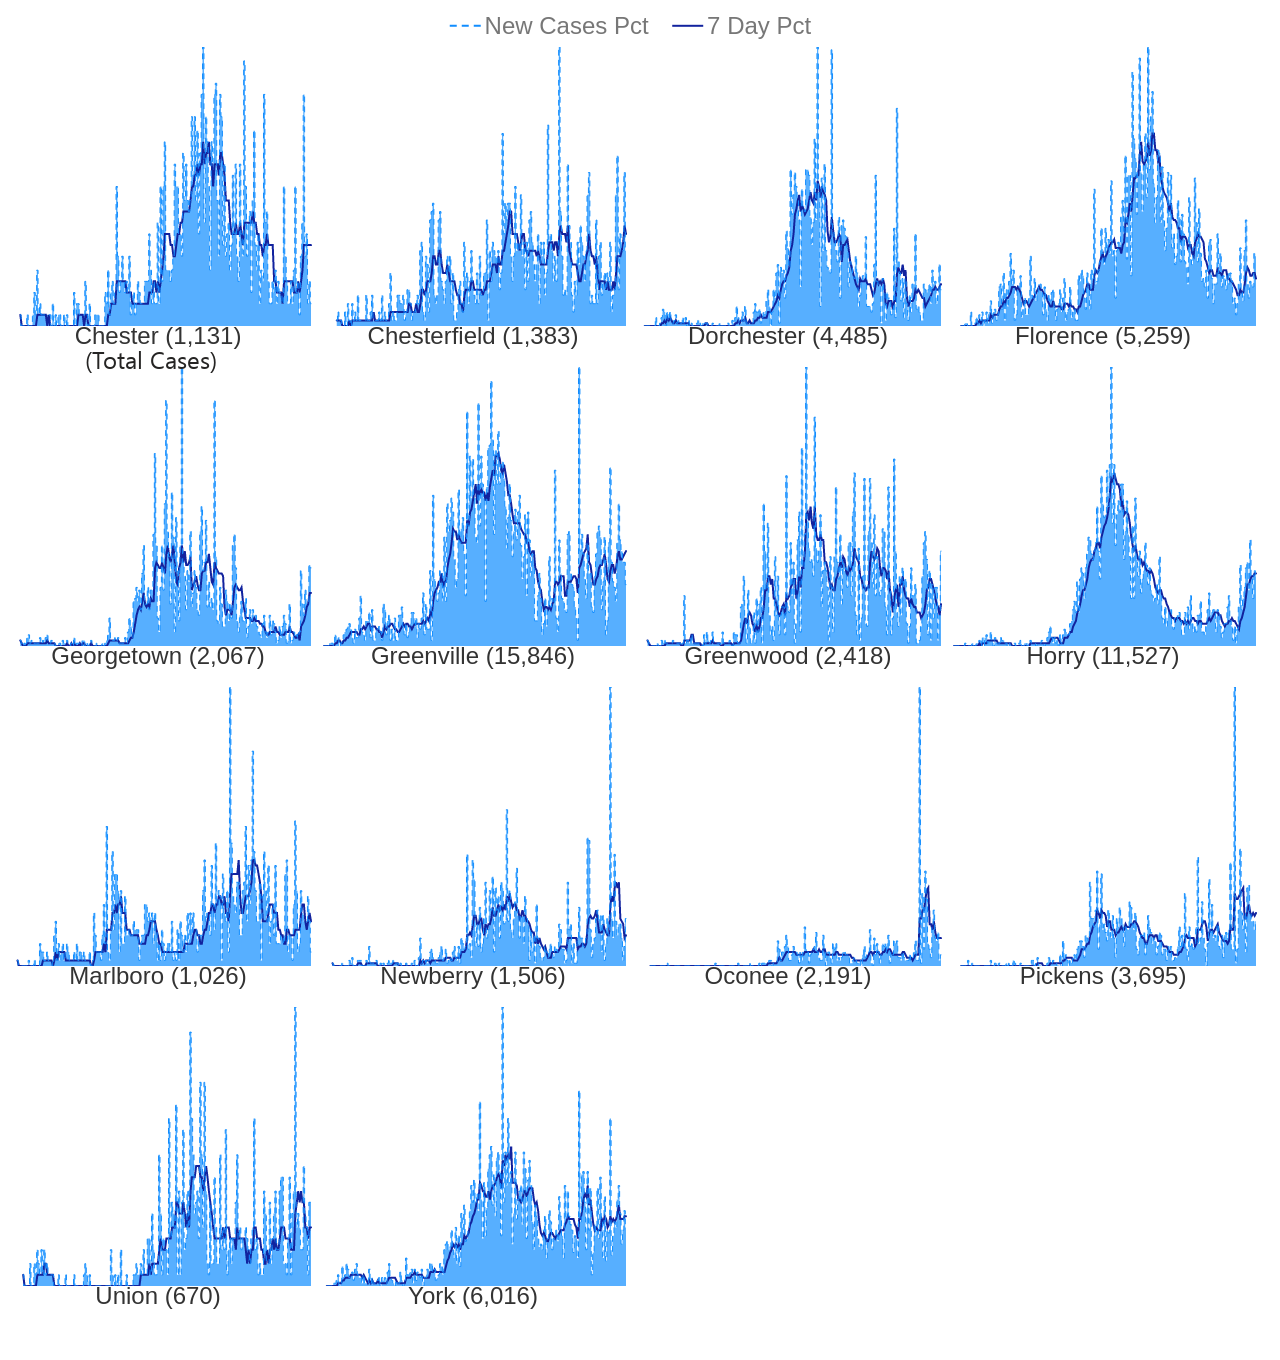 New Cases Pct 7 Day Pct
Chester (1,131) Chesterfield (1,383) Dorchester (4,485) Florence (5,259)
(Total Cases)
Georgetown (2,067) Greenville (15,846) Greenwood (2,418) Horry (11,527)
Marlboro (1,026) Newberry (1,506) Oconee (2,191) Pickens (3,695)
Union (670) York (6,016)